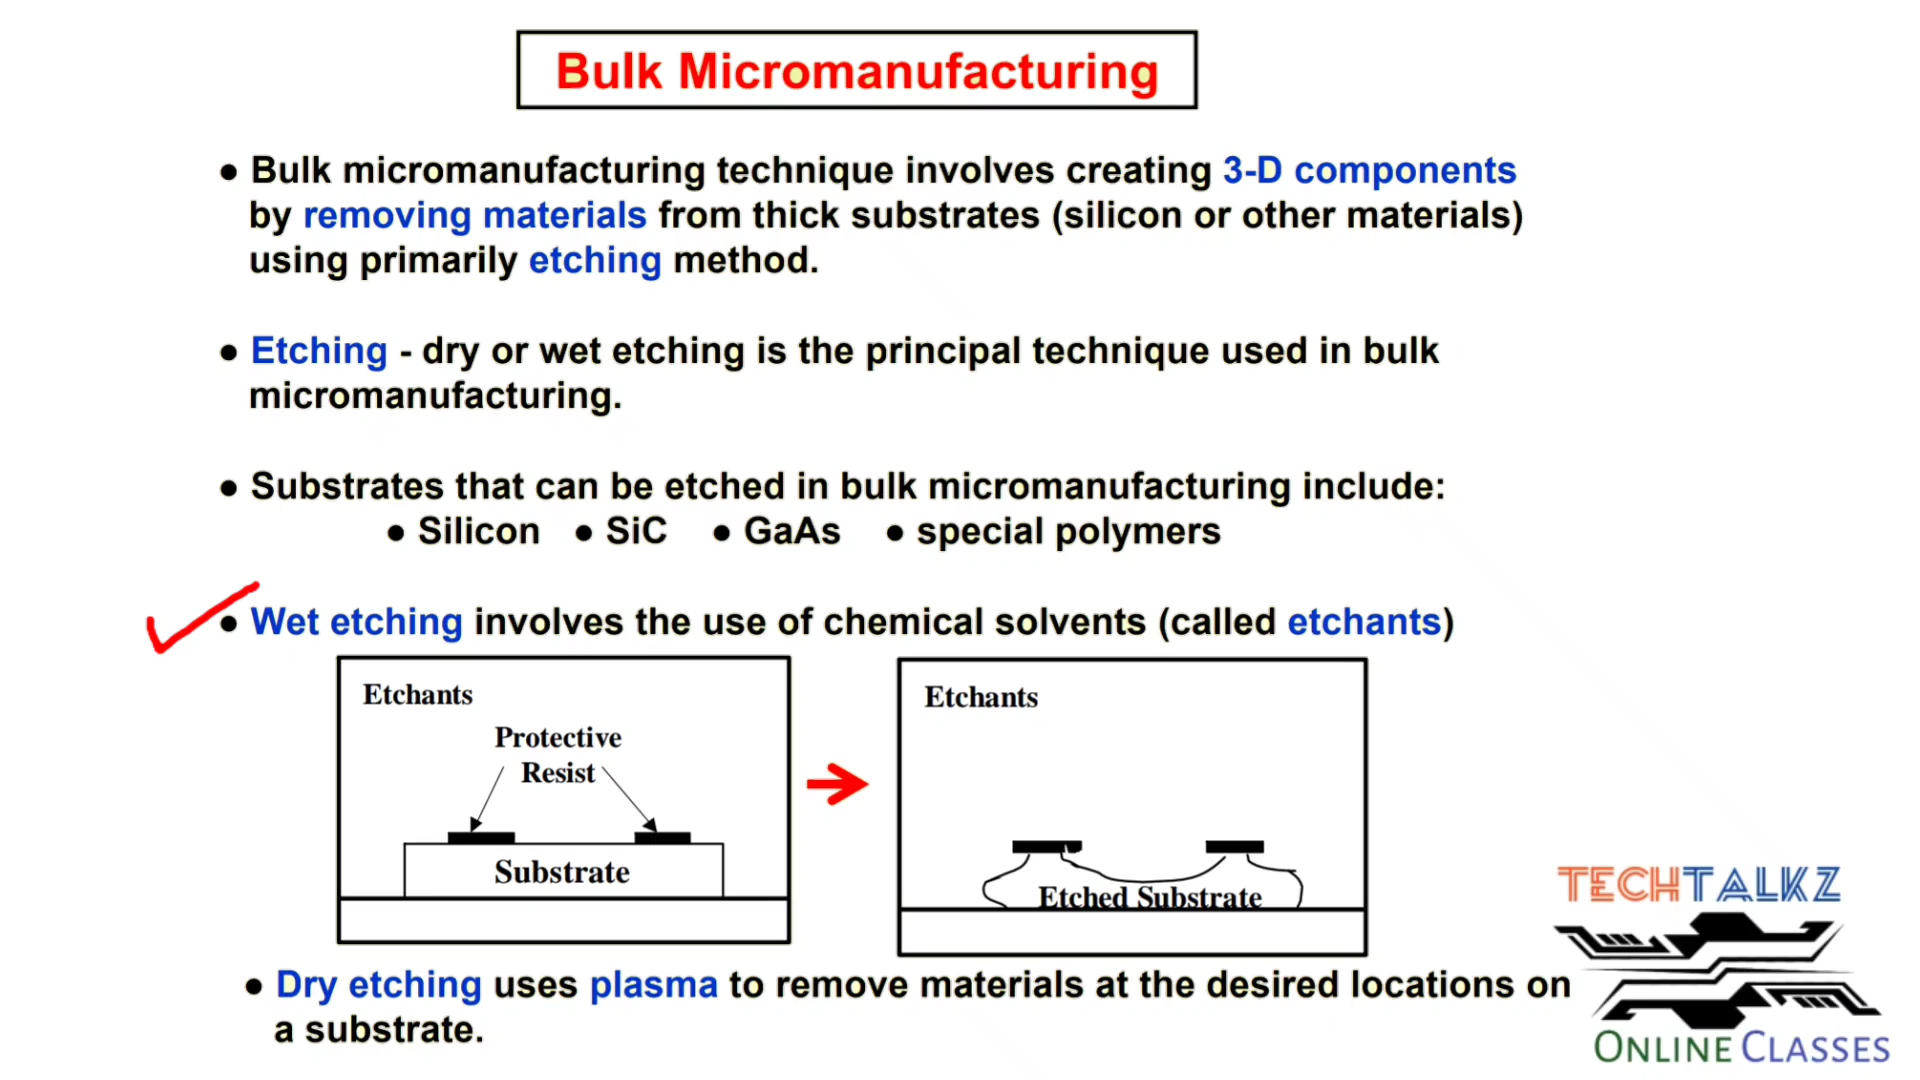 Bulk Micromanufacturing
● Bulk micromanufacturing technique involves creating 3-D components
by removing materials from thick substrates (silicon or other materials)
using primarily etching method.
● Etching - dry or wet etching is the principal technique used in bulk
micromanufacturing.
● Substrates that can be etched in bulk micromanufacturing include:
● Silicon ● SiC ● GaAs ● special polymers
● Wet etching involves the use of chemical solvents (called etchants)
Etchants
Protective
Resist
Substrate
Etchants
Etched Substrate
● Dry etching uses plasma to remove materials at the desired locations on
a substrate.
TECHTALKZ
ONLINE CLASSES